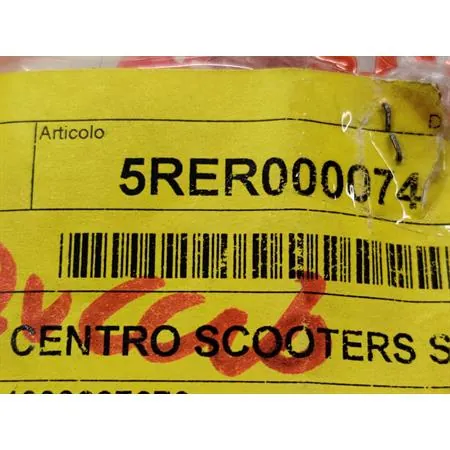 Articolo
D
5RER000074
CENTRO SCOOTERS S